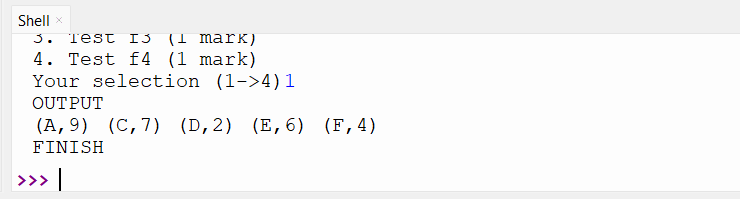 Shell ×
3. Test f3 (1 mark)
4. Test f4 (1 mark)
Your selection (1->4)1
OUTPUT
(A,9) (C,7) (D,2) (E,6) (F,4)
FINISH
>>>